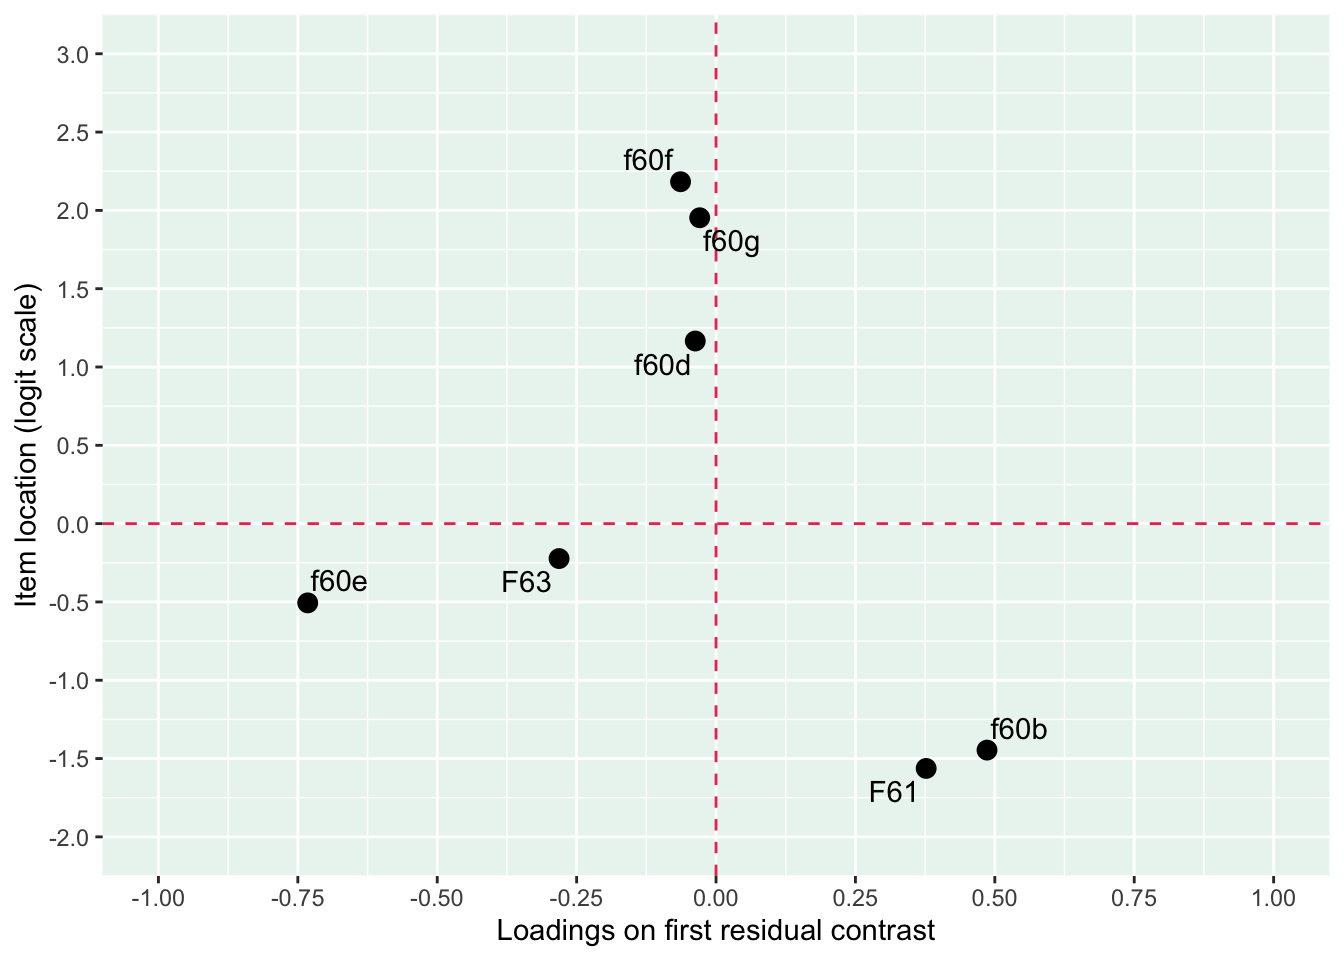 3.0
2.5
2.0
1.5
1.0
0.5
0.0
-0.5
-1.0
-1.5
-2.0
Item location (logit scale)
f60f
f60g
f60d
F63
f60e
f60b
F61
-1.00 -0.75 -0.50 -0.25 0.00 0.25 0.50 0.75 1.00
Loadings on first residual contrast